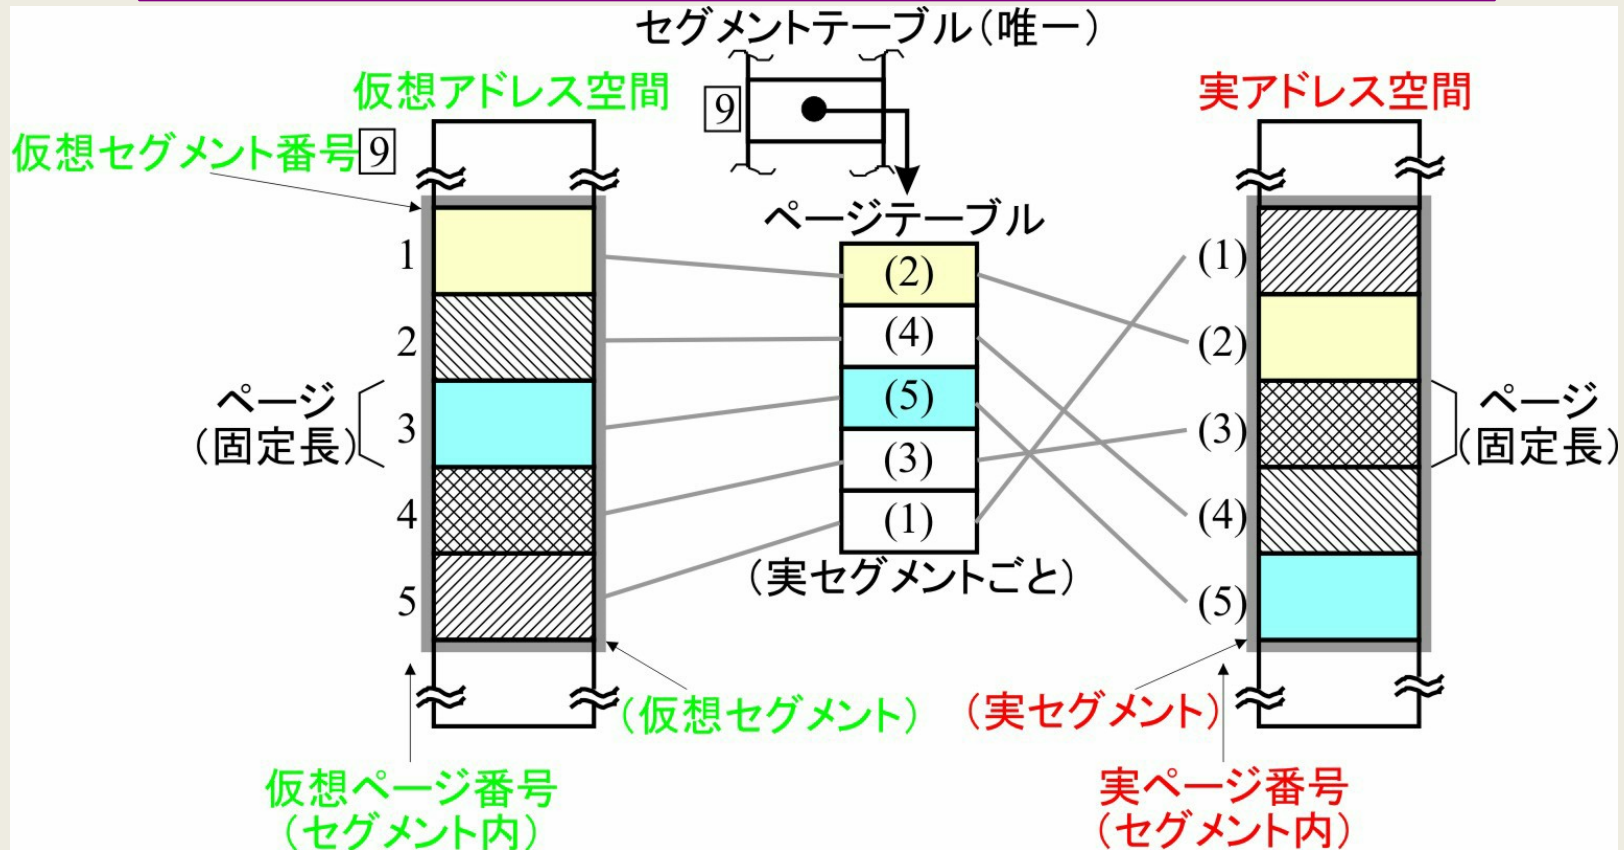 セグメントテーブル(唯一)
仮想アドレス空間
9
実アドレス空間
仮想セグメント番号9
ページテーブル
1
(2)
(1)
2
(4)
(2)
ページ
(固定長)
3
(5)
(3)
ページ
(固定長)
4
(3)
(4)
5
(1)
(5)
(実セグメントごと)
(仮想セグメント)
(実セグメント)
仮想ページ番号
(セグメント内)
実ページ番号
(セグメント内)